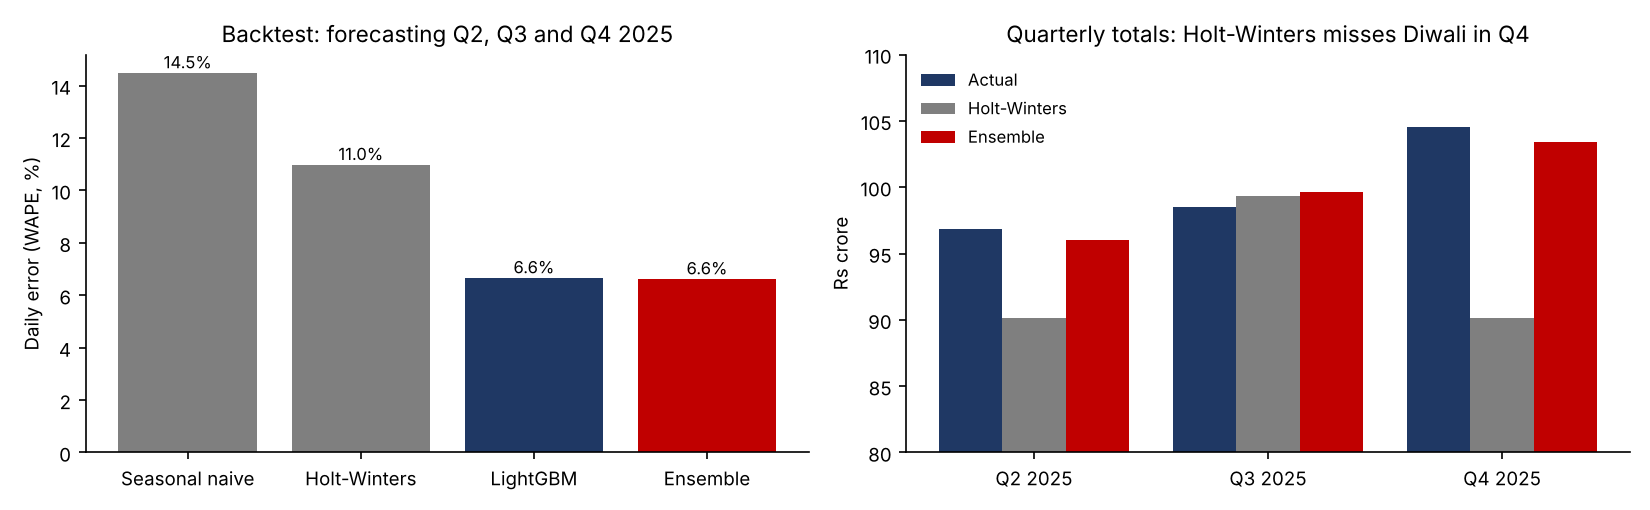 Backtest: forecasting Q2, Q3 and Q4 2025
Daily error (WAPE, %)
14
12
10
8
6
4
2
0
14.5%
11.0%
6.6%
6.6%
Seasonal naive
Holt-Winters
LightGBM
Ensemble
Quarterly totals: Holt-Winters misses Diwali in Q4
Rs crore
110
105
100
95
90
85
80
Actual
Holt-Winters
Ensemble
Q2 2025
Q3 2025
Q4 2025